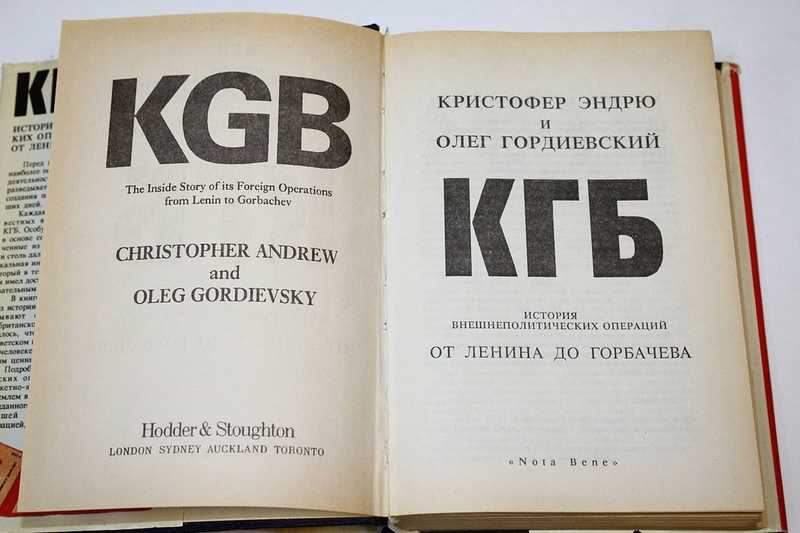 KGB
The Inside Story of its Foreign Operations
from Lenin to Gorbachev
CHRISTOPHER ANDREW
and
OLEG GORDIEVSKY
Hodder & Stoughton
LONDON SYDNEY AUCKLAND TORONTO
КРИСТОФЕР ЭНДРЮ
И
ОЛЕГ ГОРДИЕВСКИЙ
КГБ
ИСТОРИЯ
ВНЕШНЕПОЛИТИЧЕСКИХ ОПЕРАЦИЙ
ОТ ЛЕНИНА ДО ГОРБАЧЕВА
«Nota Bene»